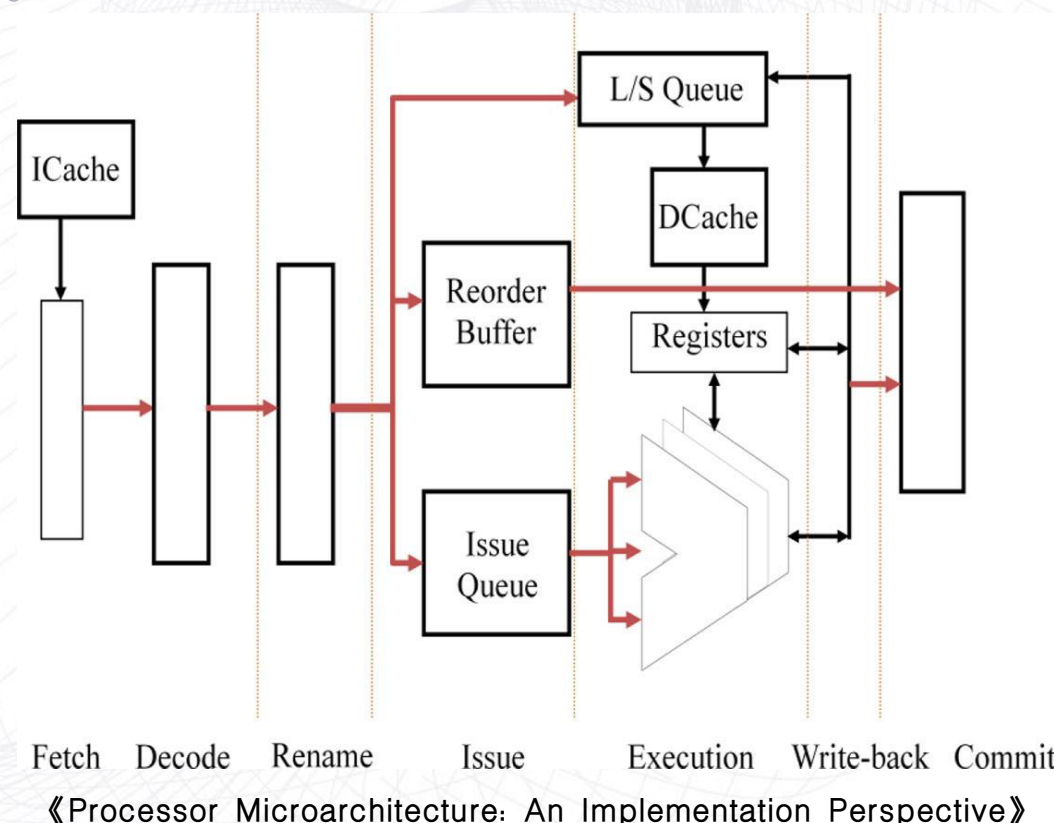 L/S Queue
ICache
DCache
Reorder
Buffer
Registers
Issue
Queue
Fetch Decode Rename Issue Execution Write-back Commit
《Processor Microarchitecture: An Implementation Perspective》